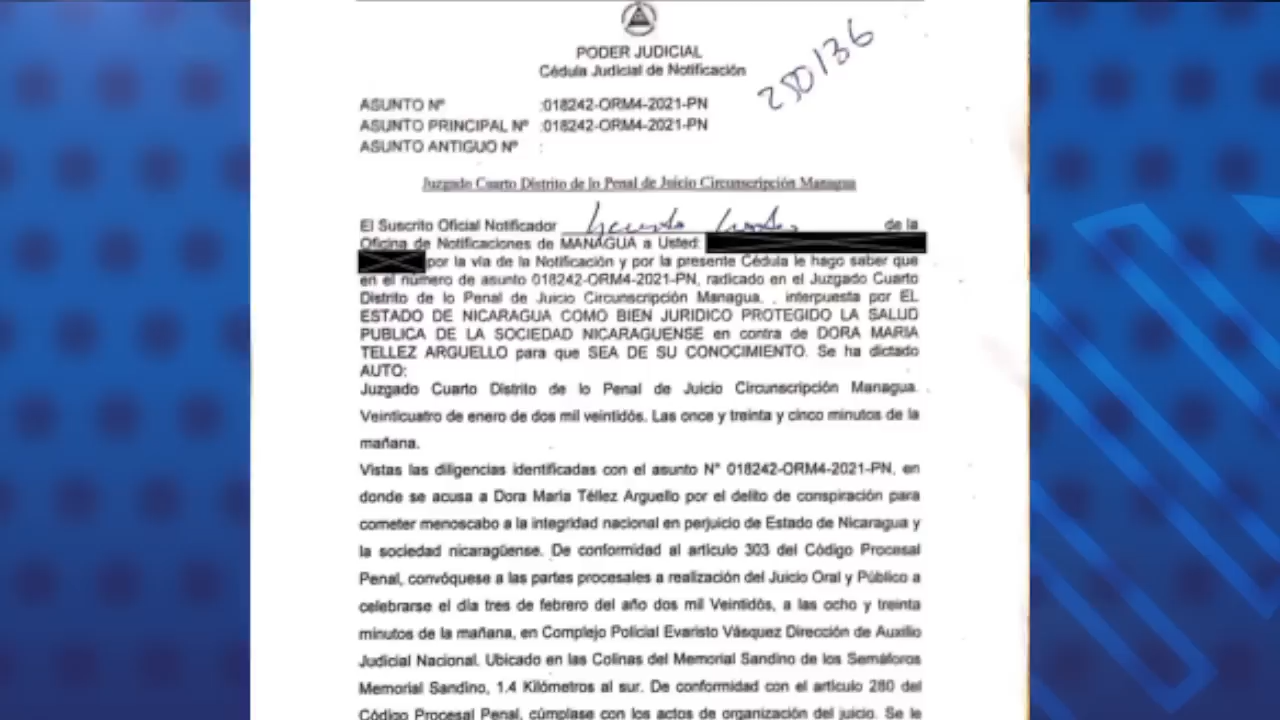 PODER JUDICIAL
Cédula Judicial de Notificación
250136
ASUNTO Nº :018242-ORM4-2021-PN
ASUNTO PRINCIPAL Nº :018242-ORM4-2021-PN
ASUNTO ANTIGUO Nº :
Juzgado Cuarto Distrito de lo Penal de Juicio Circunscripción Managua
El Suscrito Oficial Notificador de la
Oficina de Notificaciones de MANAGUA a Usted:
por la vía de la Notificación y por la presente Cédula le hago saber que
en el número de asunto 018242-ORM4-2021-PN, radicado en el Juzgado Cuarto
Distrito de lo Penal de Juicio Circunscripción Managua. , interpuesta por EL
ESTADO DE NICARAGUA COMO BIEN JURIDICO PROTEGIDO LA SALUD
PUBLICA DE LA SOCIEDAD NICARAGUENSE en contra de DORA MARIA
TELLEZ ARGUELLO para que SEA DE SU CONOCIMIENTO. Se ha dictado
AUTO:
Juzgado Cuarto Distrito de lo Penal de Juicio Circunscripción Managua.
Veinticuatro de enero de dos mil veintidós. Las once y treinta y cinco minutos de la
mañana.
Vistas las diligencias identificadas con el asunto N° 018242-ORM4-2021-PN, en
donde se acusa a Dora María Téllez Arguello por el delito de conspiración para
cometer menoscabo a la integridad nacional en perjuicio de Estado de Nicaragua y
la sociedad nicaragüense. De conformidad al artículo 303 del Código Procesal
Penal, convóquese a las partes procesales a realización del Juicio Oral y Público a
celebrarse el día tres de febrero del año dos mil Veintidós, a las ocho y treinta
minutos de la mañana, en Complejo Policial Evaristo Vásquez Dirección de Auxilio
Judicial Nacional. Ubicado en las Colinas del Memorial Sandino de los Semáforos
Memorial Sandino, 1.4 Kilómetros al sur. De conformidad con el artículo 280 del
Código Procesal Penal, cúmplase con los actos de organización del juicio. Se le